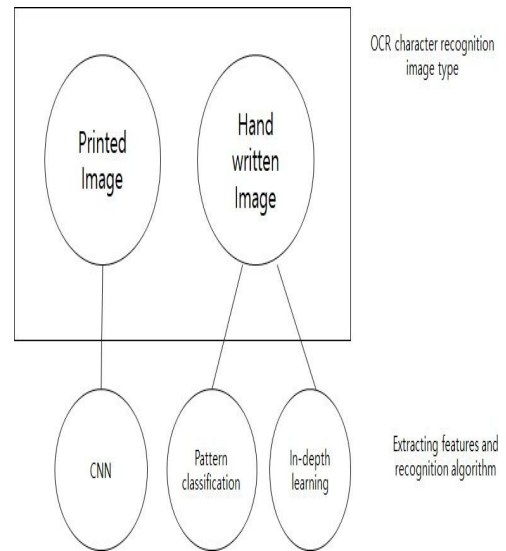 OCR character recognition
image type
Printed
Image
Hand
written
Image
CNN
Pattern
classification
In-depth
learning
Extracting features and
recognition algorithm